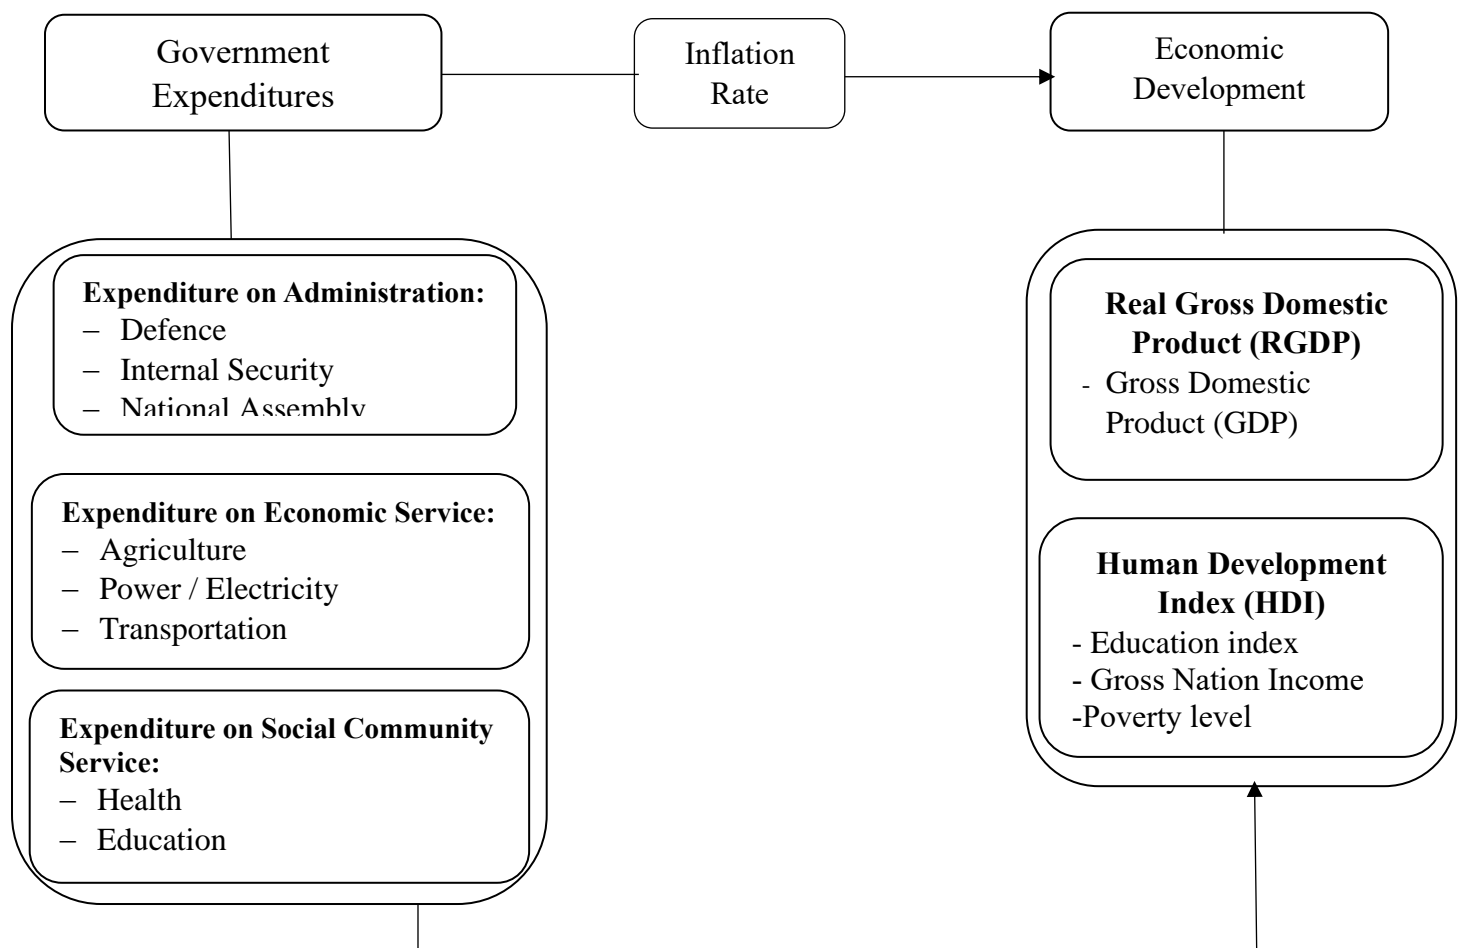 Government
Expenditures
Inflation
Rate
Economic
Development
Expenditure on Administration:
– Defence
– Internal Security
– National Assembly
Expenditure on Economic Service:
– Agriculture
– Power / Electricity
– Transportation
Expenditure on Social Community
Service:
– Health
– Education
Real Gross Domestic
Product (RGDP)
- Gross Domestic
Product (GDP)
Human Development
Index (HDI)
- Education index
- Gross Nation Income
-Poverty level